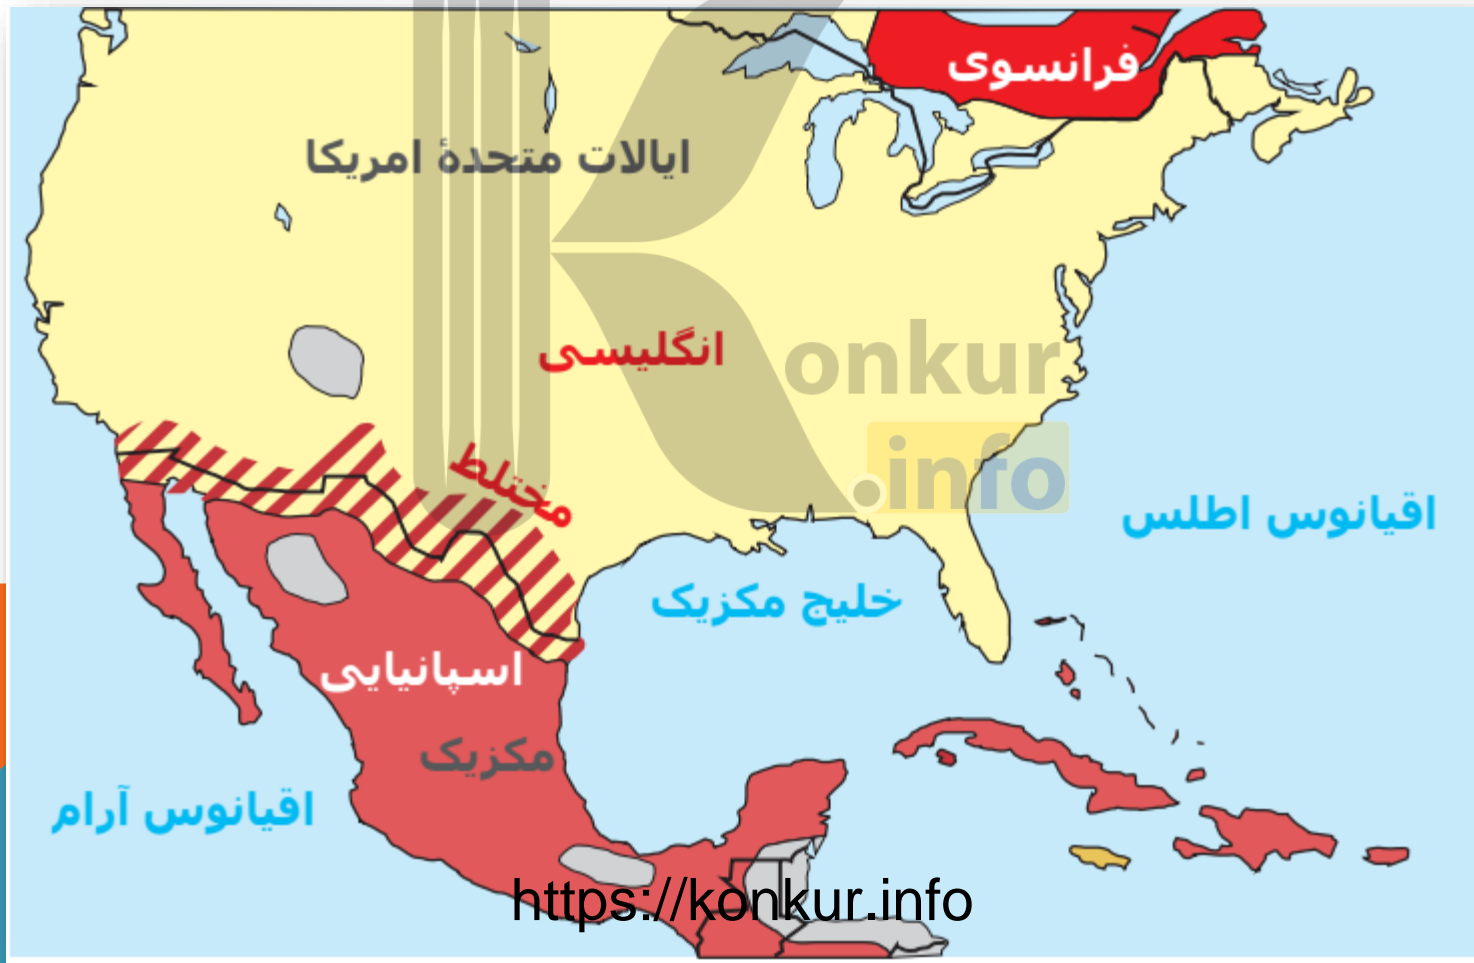 فرانسوی
ایالات متحدهٔ امریکا
انگلیسی
onkur
.info
مختلط
اقیانوس اطلس
خلیج مکزیک
اسپانیایی
مکزیک
اقیانوس آرام
https://konkur.info